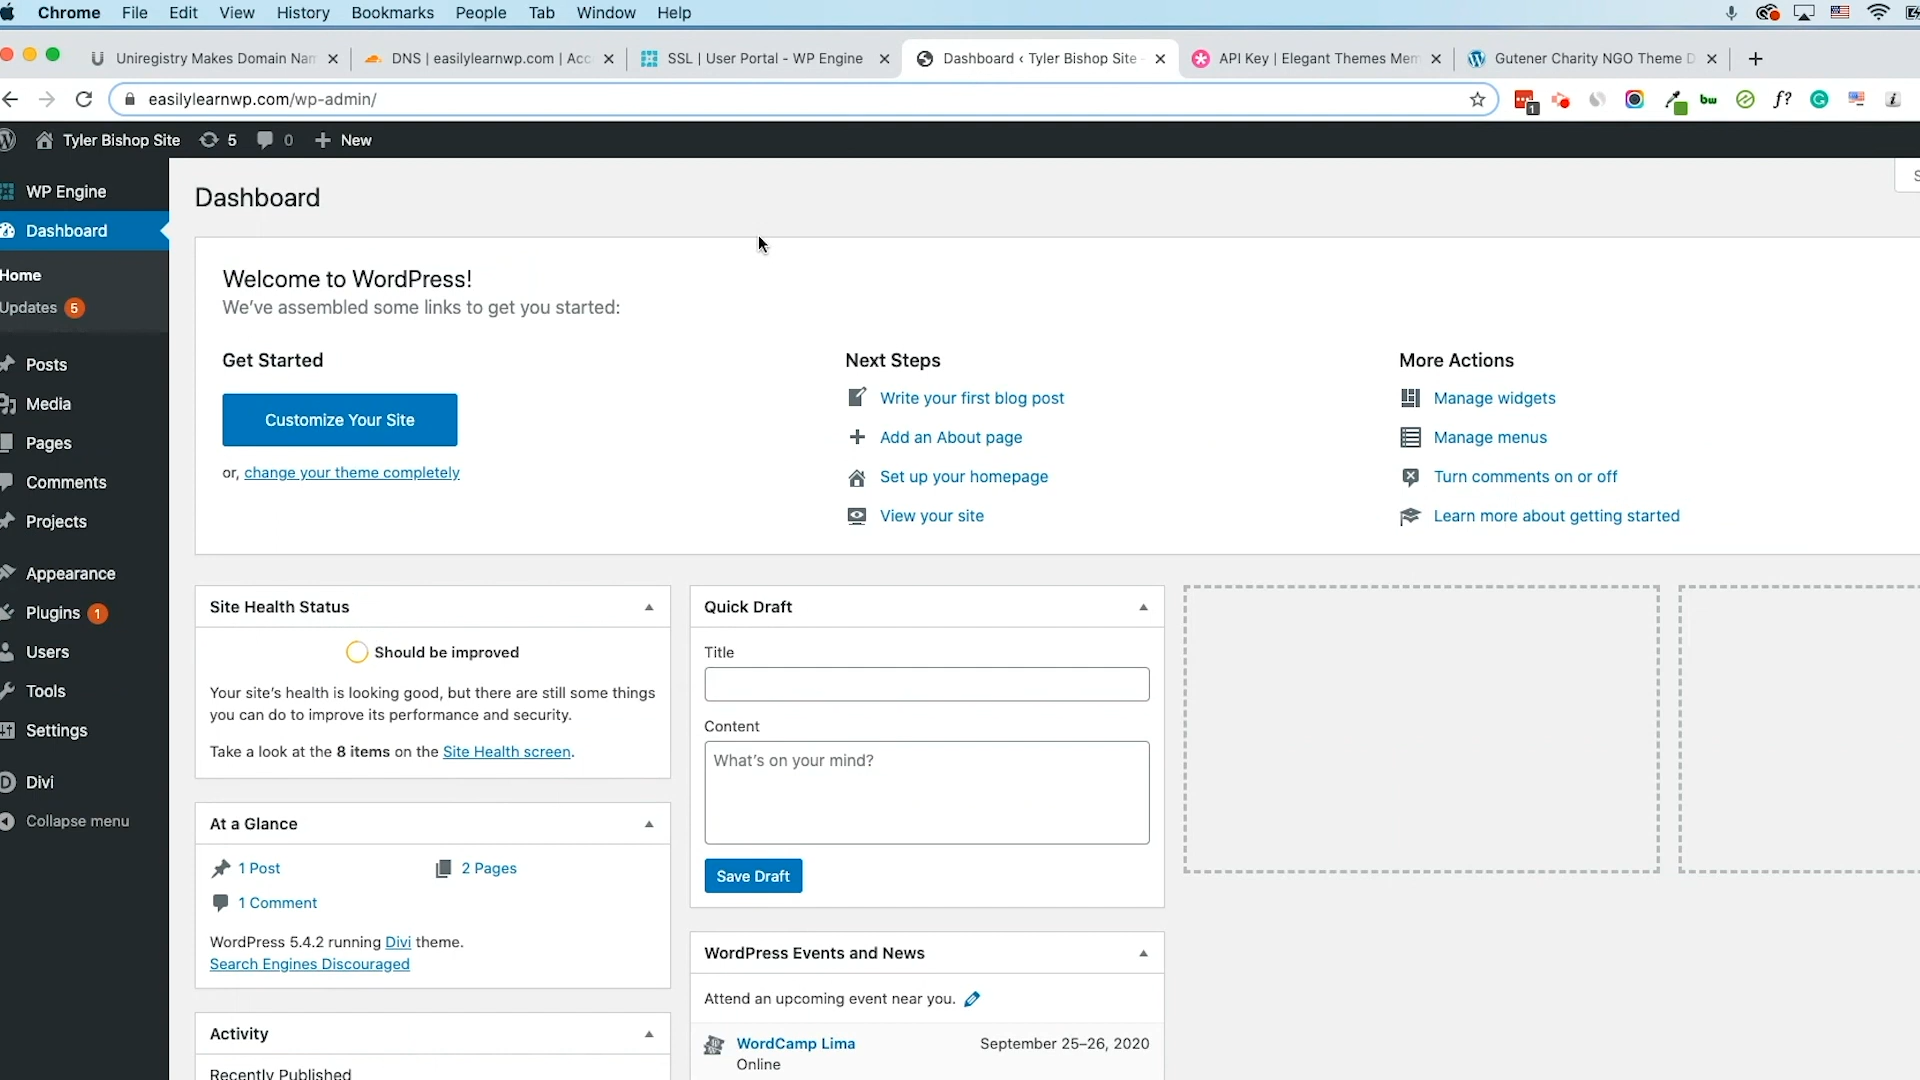 Chrome File Edit View History Bookmarks People Tab Window Help
Uniregistry Makes Domain Nam
DNS | easilylearnwp.com | Acc
SSL | User Portal - WP Engine
Dashboard ‹ Tyler Bishop Site -
API Key | Elegant Themes Mem
Gutener Charity NGO Theme D
easilylearnwp.com/wp-admin/
1
bw
f?
Tyler Bishop Site 5 0 New
WP Engine
Dashboard
Home
Updates 5
Posts
Media
Pages
Comments
Projects
Appearance
Plugins 1
Users
Tools
Settings
Divi
Collapse menu
Dashboard
Welcome to WordPress!
We've assembled some links to get you started:
Get Started
Customize Your Site
or, change your theme completely
Next Steps
Write your first blog post
Add an About page
Set up your homepage
View your site
More Actions
Manage widgets
Manage menus
Turn comments on or off
Learn more about getting started
Site Health Status
Should be improved
Your site's health is looking good, but there are still some things
you can do to improve its performance and security.
Take a look at the 8 items on the Site Health screen.
At a Glance
1 Post
2 Pages
1 Comment
WordPress 5.4.2 running Divi theme.
Search Engines Discouraged
Activity
Recently Published
Quick Draft
Title
Content
What's on your mind?
Save Draft
WordPress Events and News
Attend an upcoming event near you.
WordCamp Lima September 25–26, 2020
Online